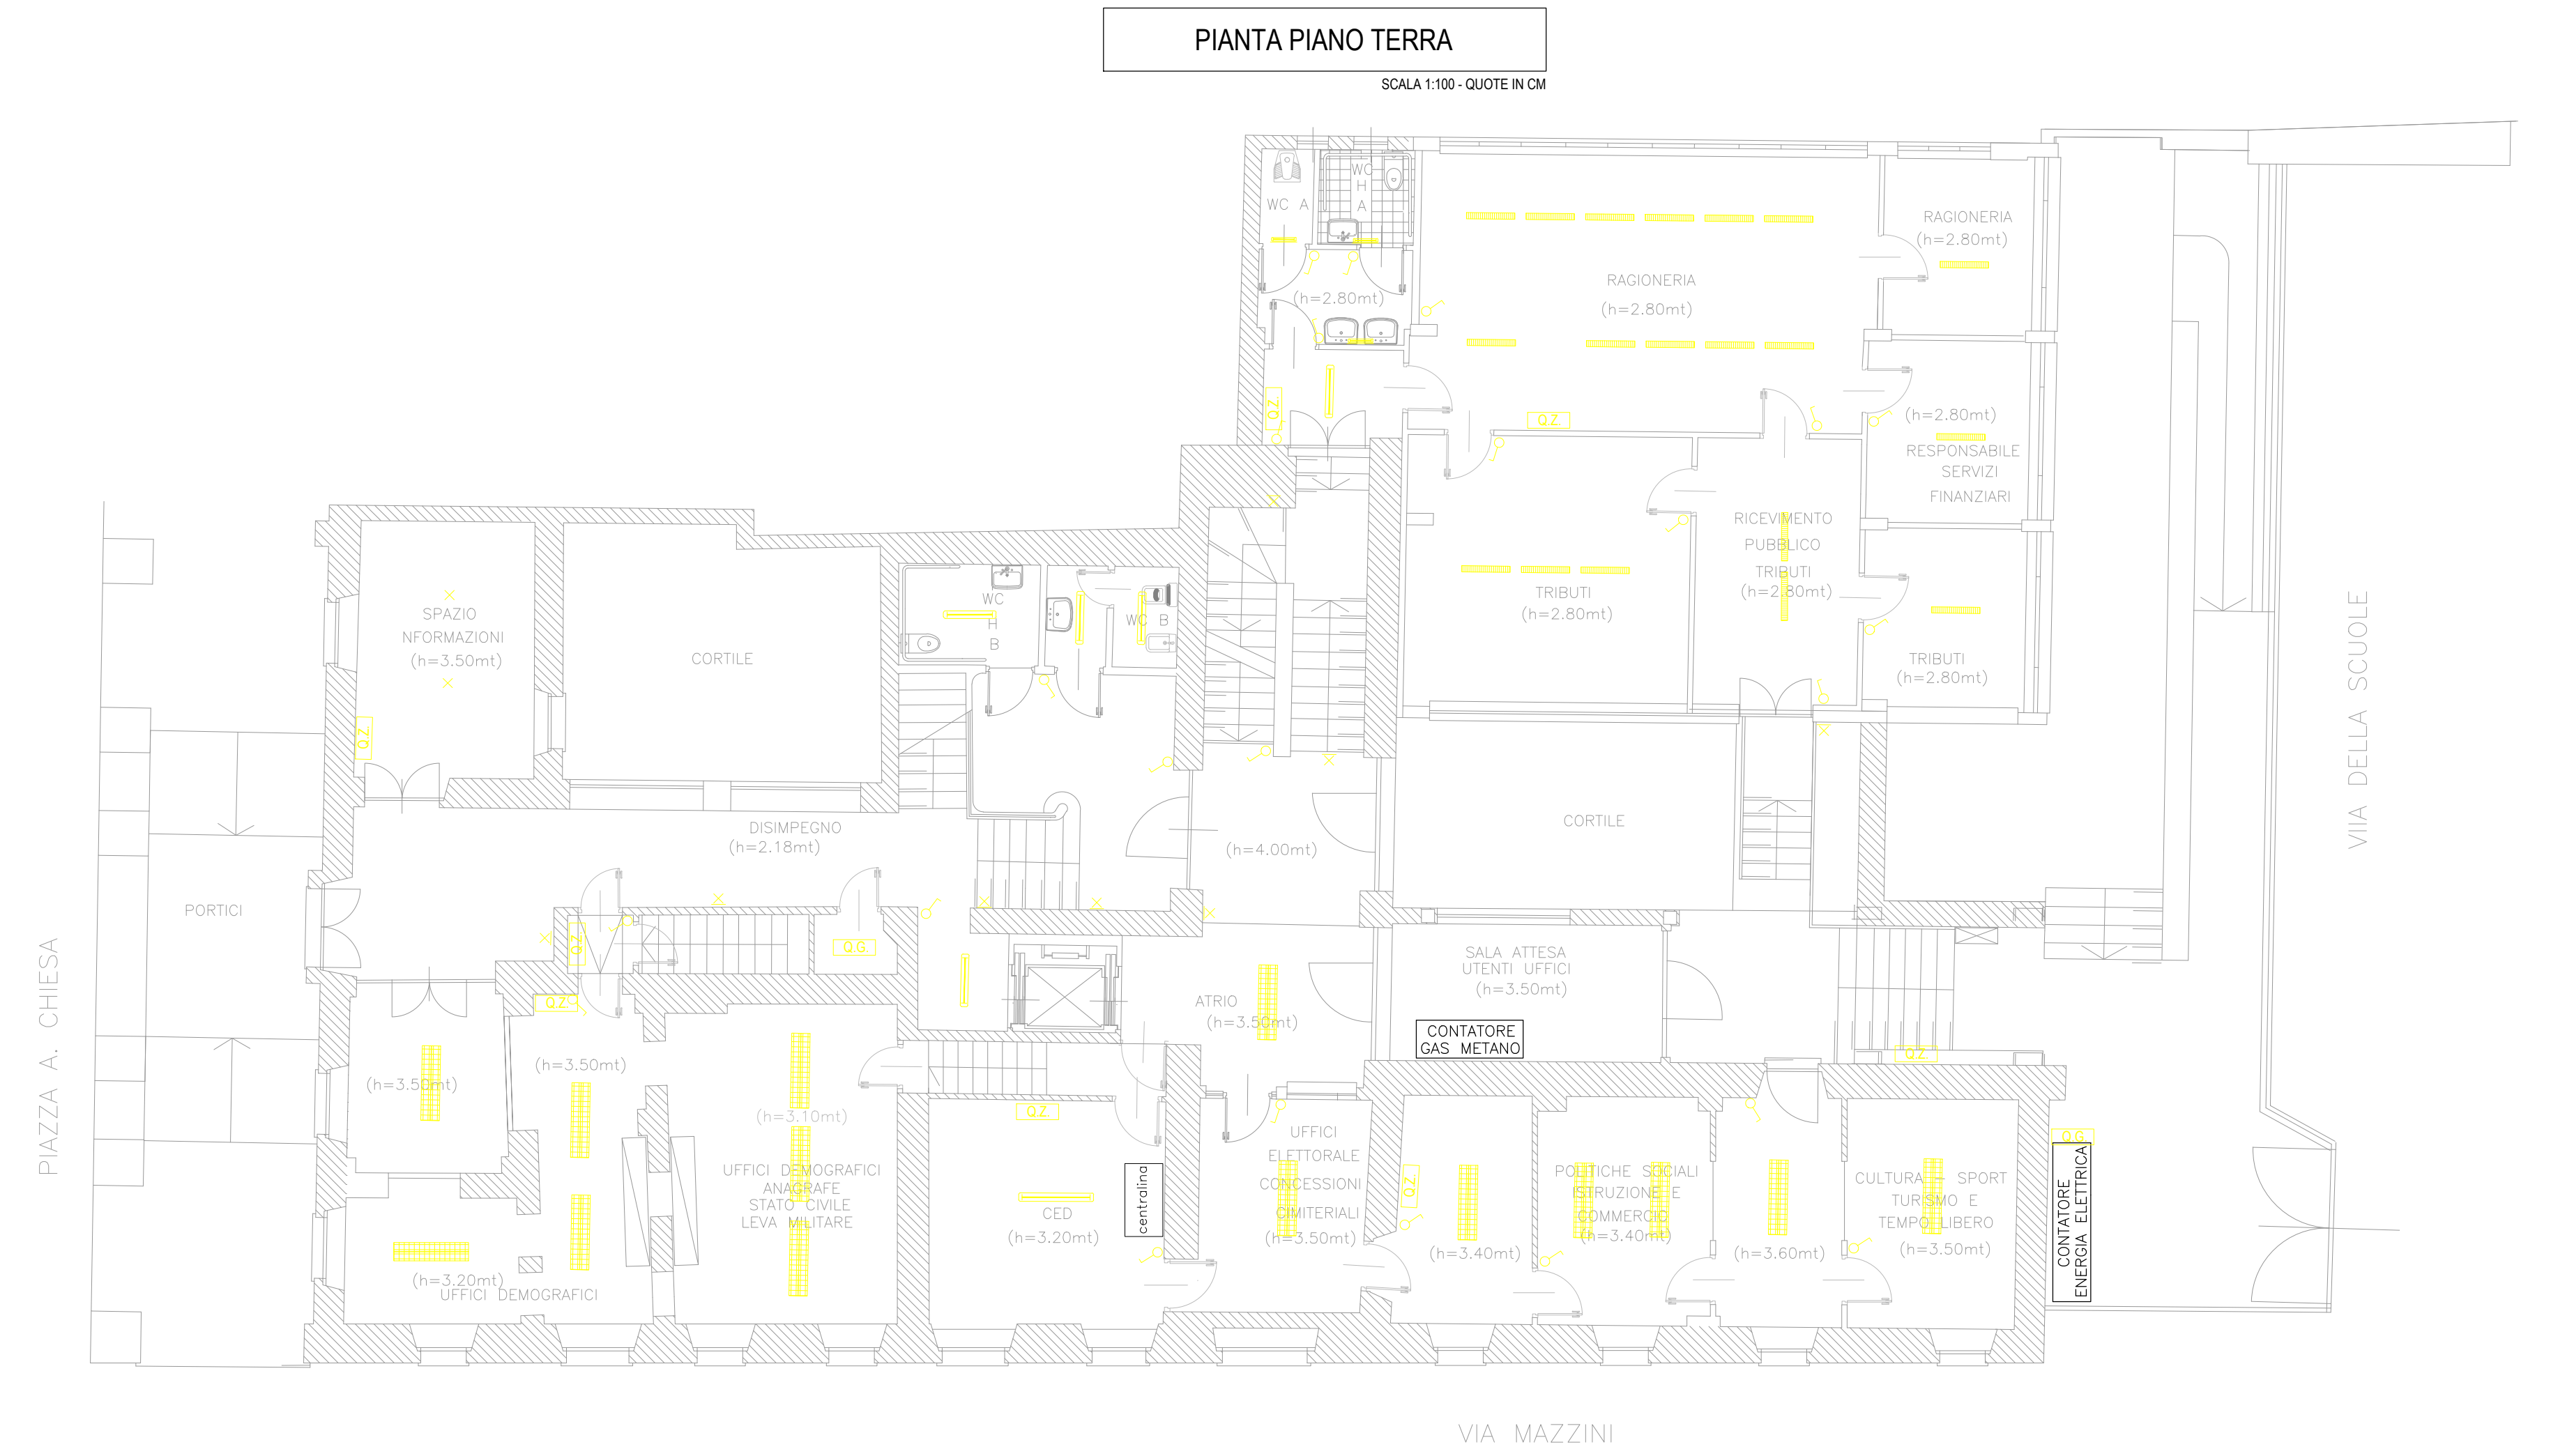 PIANTA PIANO TERRA
SCALA 1:100 - QUOTE IN CM
WC A
WC
H
A
(h=2.80mt)
Q.Z.
RAGIONERIA
(h=2.80mt)
RAGIONERIA
(h=2.80mt)
Q.Z.
(h=2.80mt)
RESPONSABILE
SERVIZI
FINANZIARI
RICEVIMENTO
PUBBLICO
TRIBUTI
(h=2.80mt)
TRIBUTI
(h=2.80mt)
TRIBUTI
(h=2.80mt)
SPAZIO
NFORMAZIONI
(h=3.50mt)
Q.Z.
CORTILE
WC
H
B
WC B
DISIMPEGNO
(h=2.18mt)
(h=4.00mt)
CORTILE
VIIA DELLA SCUOLE
PORTICI
PIAZZA A. CHIESA
Q.Z.
Q.G.
Q.Z.
ATRIO
(h=3.50mt)
SALA ATTESA
UTENTI UFFICI
(h=3.50mt)
CONTATORE
GAS METANO
Q.Z.
(h=3.50mt)
(h=3.50mt)
(h=3.10mt)
UFFICI DEMOGRAFICI
ANAGRAFE
STATO CIVILE
LEVA MILITARE
(h=3.20mt)
UFFICI DEMOGRAFICI
Q.Z.
centralina
CED
(h=3.20mt)
UFFICI
ELETTORALE
CONCESSIONI
CIMITERIALI
(h=3.50mt)
Q.Z.
(h=3.40mt)
POLITICHE SOCIALI
ISTRUZIONE E
COMMERCIO
(h=3.40mt)
(h=3.60mt)
CULTURA - SPORT
TURISMO E
TEMPO LIBERO
(h=3.50mt)
Q.G.
CONTATORE
ENERGIA ELETTRICA
VIA MAZZINI